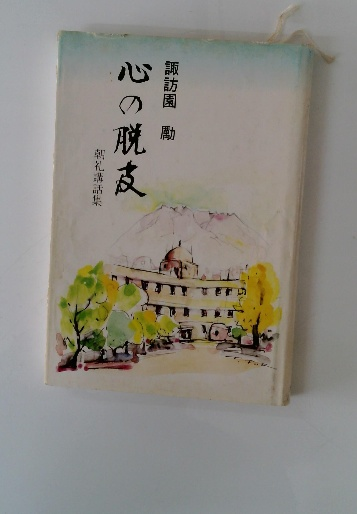 諏訪園 勵
心の脱皮
朝礼講話集